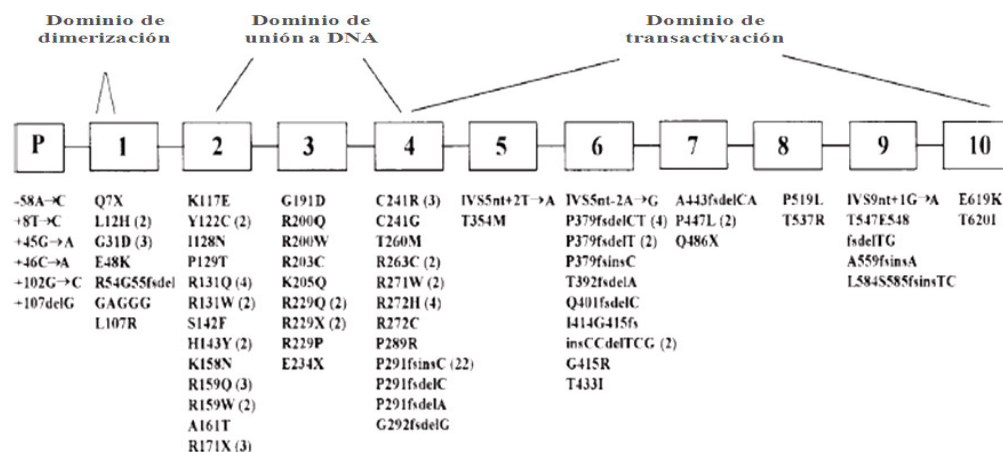 Dominio de
dimerización
Dominio de
unión a DNA
Dominio de
transactivación
P
1
2
3
4
5
6
7
8
9
10
-58A→C
+8T→C
+45G→A
+46C→A
+102G→C
+107delG
Q7X
L12H (2)
G31D (3)
E48K
R54G55fsdel
GAGGG
L107R
K117E
Y122C (2)
I128N
P129T
R131Q (4)
R131W (2)
S142F
H143Y (2)
K158N
R159Q (3)
R159W (2)
A161T
R171X (3)
G191D
R200Q
R200W
R203C
K205Q
R229Q (2)
R229X (2)
R229P
E234X
C241R (3)
C241G
T260M
R263C (2)
R271W (2)
R272H (4)
R272C
P289R
P291fsinsC (22)
P291fsdelC
P291fsdelA
G292fsdelG
IVS5nt+2T→A
T354M
IVS5nt-2A→G
P379fsdelCT (4)
P379fsdelT (2)
P379fsinsC
T392fsdelA
Q401fsdelC
I414G415fs
insCCdelTCG (2)
G415R
T433I
A443fsdelCA
P447L (2)
Q486X
P519L
T537R
IVS9nt+1G→A
T547E548
fsdelTG
A559fsinsA
L584S585fsinsTC
E619K
T620I